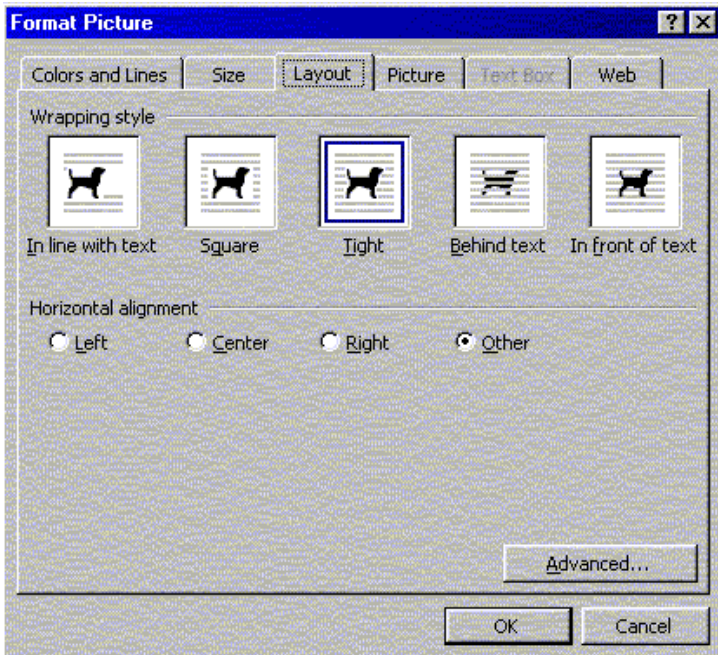 Format Picture
Colors and Lines Size Layout Picture Text Box Web
Wrapping style
In line with text Square Tight Behind text In front of text
Horizontal alignment
Left Center Right Other
Advanced...
OK Cancel